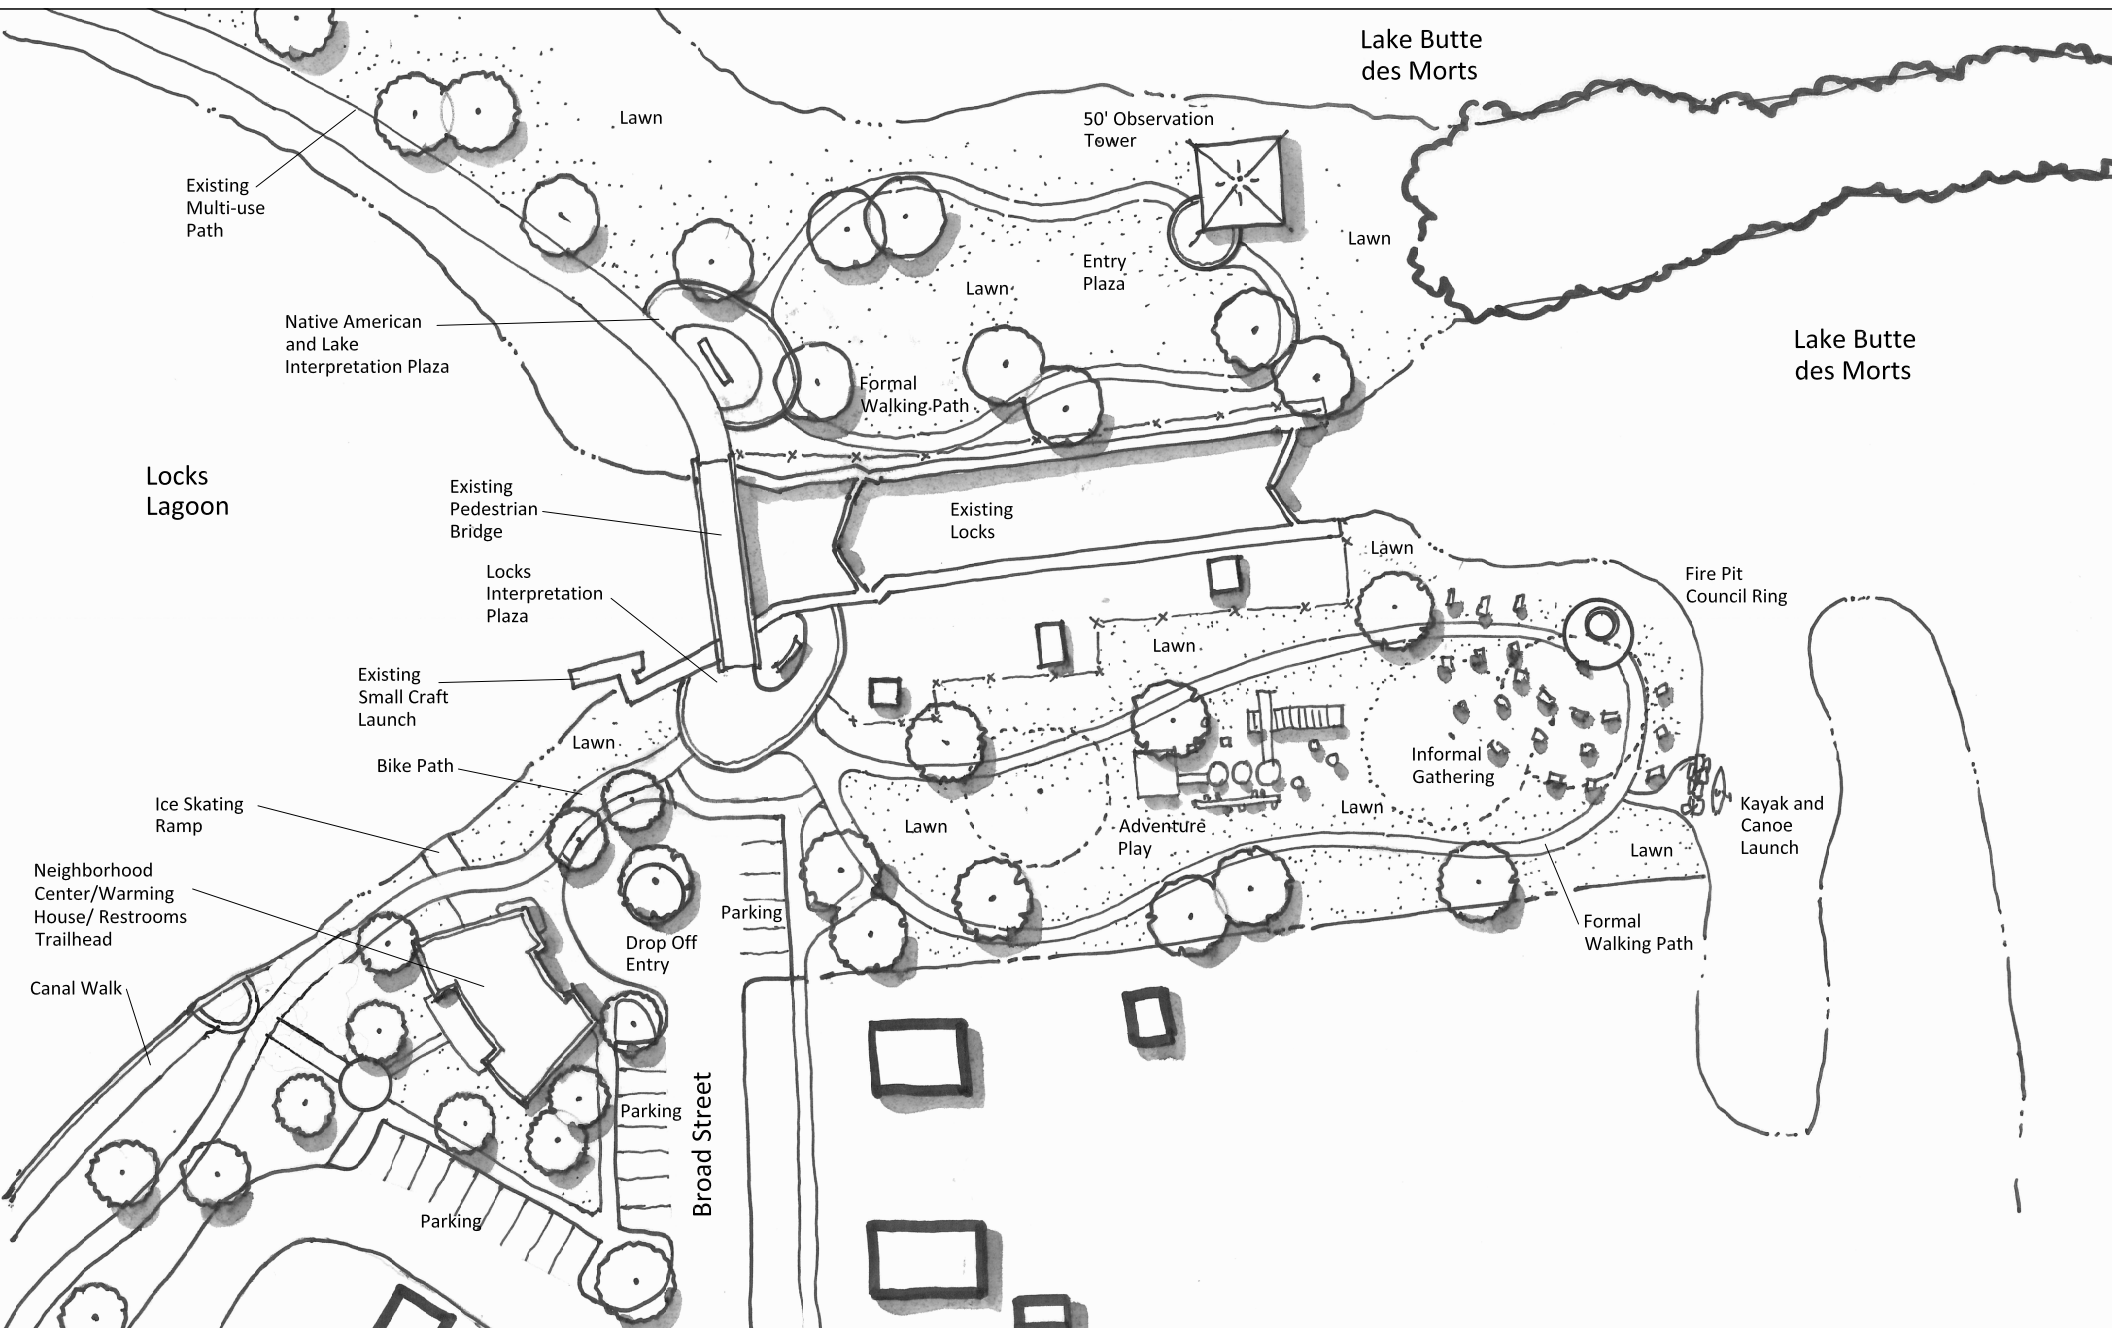 Lake Butte
des Morts
Lawn
50' Observation
Tower
Existing
Multi-use
Path
Lawn
Entry
Plaza
Lawn
Native American
and Lake
Interpretation Plaza
Lake Butte
des Morts
Formal
Walking Path
Locks
Lagoon
Existing
Pedestrian
Bridge
Existing
Locks
Lawn
Locks
Interpretation
Plaza
Fire Pit
Council Ring
Lawn
Existing
Small Craft
Launch
Lawn
Bike Path
Informal
Gathering
Ice Skating
Ramp
Lawn
Kayak and
Canoe
Launch
Lawn
Adventure
Play
Lawn
Neighborhood
Center/Warming
House/ Restrooms
Trailhead
Parking
Drop Off
Entry
Formal
Walking Path
Canal Walk
Parking
Broad Street
Parking